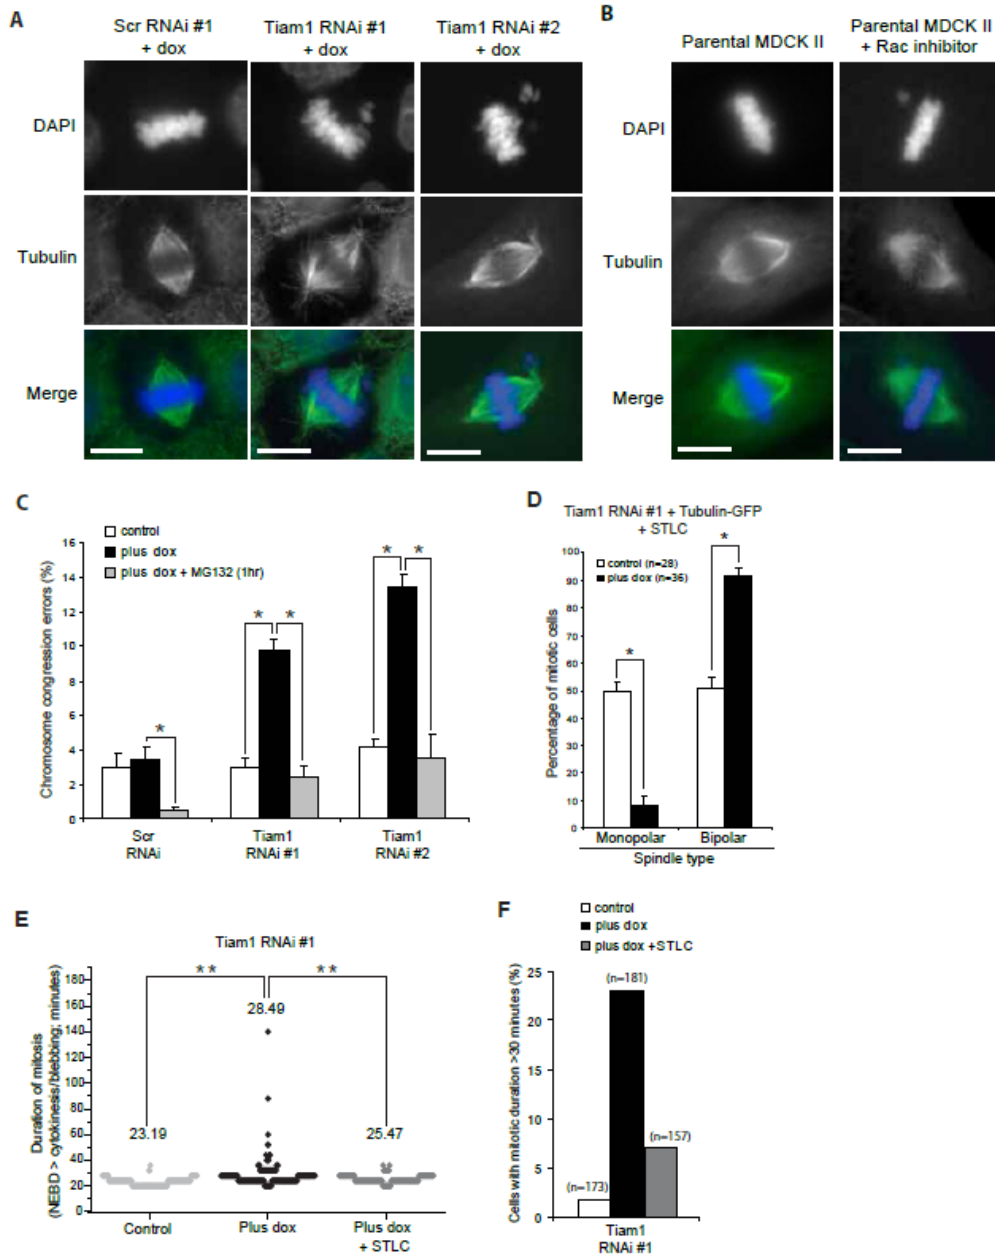 A
Scr RNAi #1
+ dox
Tiam1 RNAi #1
+ dox
Tiam1 RNAi #2
+ dox
DAPI
Tubulin
Merge
B
Parental MDCK II
Parental MDCK II
+ Rac inhibitor
DAPI
Tubulin
Merge
C
control
plus dox
plus dox + MG132 (1hr)
Chromosome congression errors (%)
16
14
12
10
8
6
4
2
0
*
*
*
*
*
Scr
RNAi
Tiam1
RNAi #1
Tiam1
RNAi #2
D
Tiam1 RNAi #1 + Tubulin-GFP
+ STLC
control (n=28)
plus dox (n=36)
Percentage of mitotic cells
100
90
80
70
60
50
40
30
20
10
0
*
*
Monopolar
Bipolar
Spindle type
E
Tiam1 RNAi #1
Duration of mitosis
(NEBD > cytokinesis/blebbing; minutes)
180
160
140
120
100
80
60
40
20
0
**
**
23.19
28.49
25.47
Control
Plus dox
Plus dox
+ STLC
F
control
plus dox
plus dox +STLC
Cells with mitotic duration >30 minutes (%)
25
20
15
10
5
0
(n=173)
(n=181)
(n=157)
Tiam1
RNAi #1